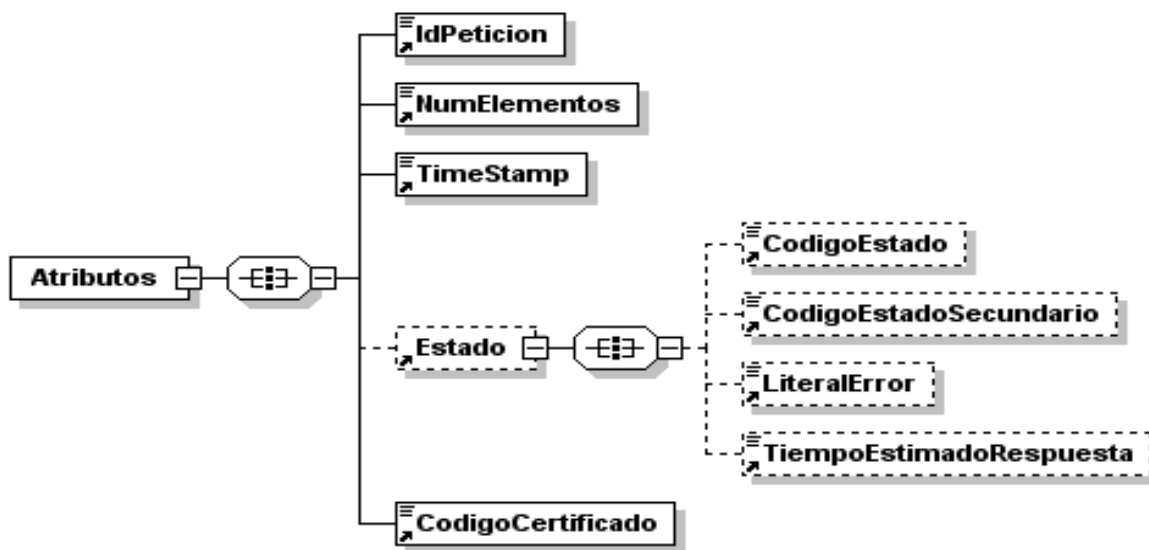 IdPeticion
NumElementos
TimeStamp
CodigoEstado
Atributos
CodigoEstadoSecundario
Estado
LiteralError
TiempoEstimadoRespuesta
CodigoCertificado